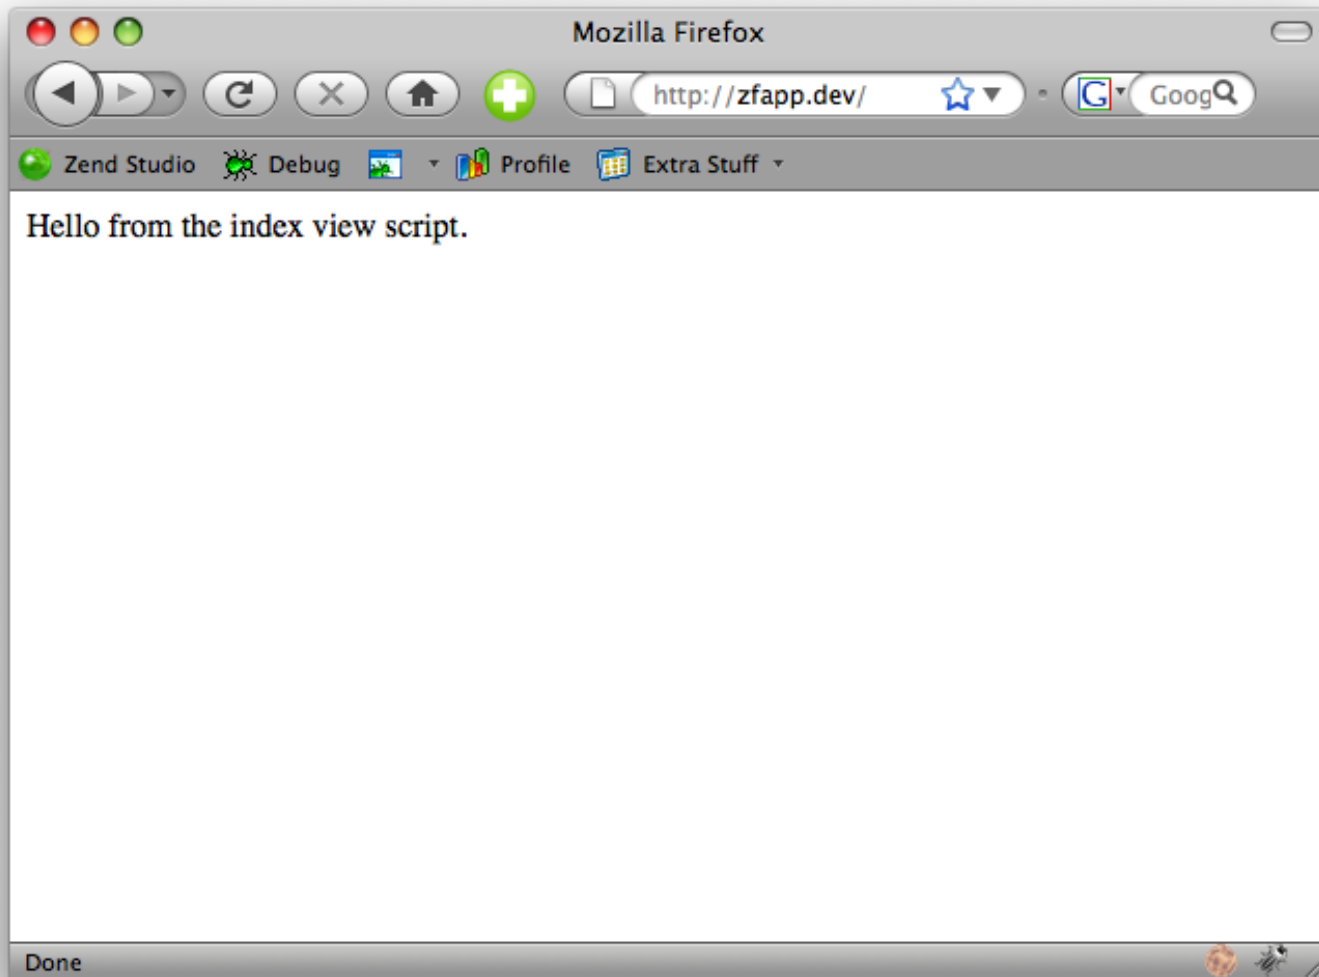 Mozilla Firefox
http://zfapp.dev/
G Goog
Zend Studio Debug Profile Extra Stuff
Hello from the index view script.
Done